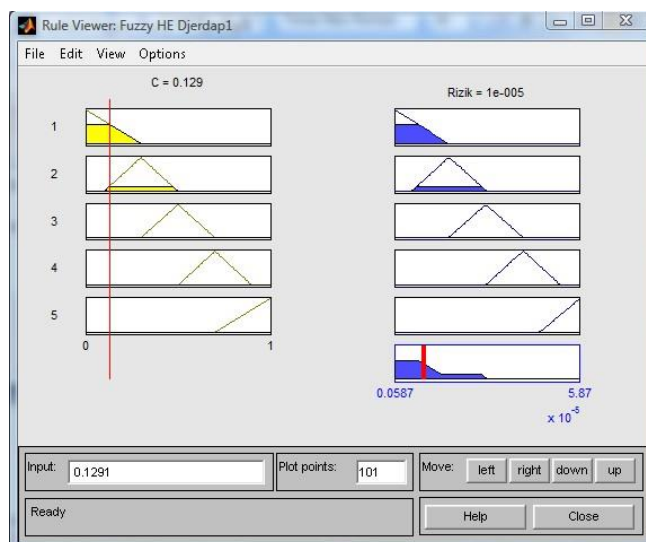 Rule Viewer: Fuzzy HE Djerdap1
File Edit View Options
C = 0.129
Rizik = 1e-005
1
2
3
4
5
0 1
0.0587 5.87
x 10^-5
Input: 0.1291 Plot points: 101 Move: left right down up
Ready Help Close